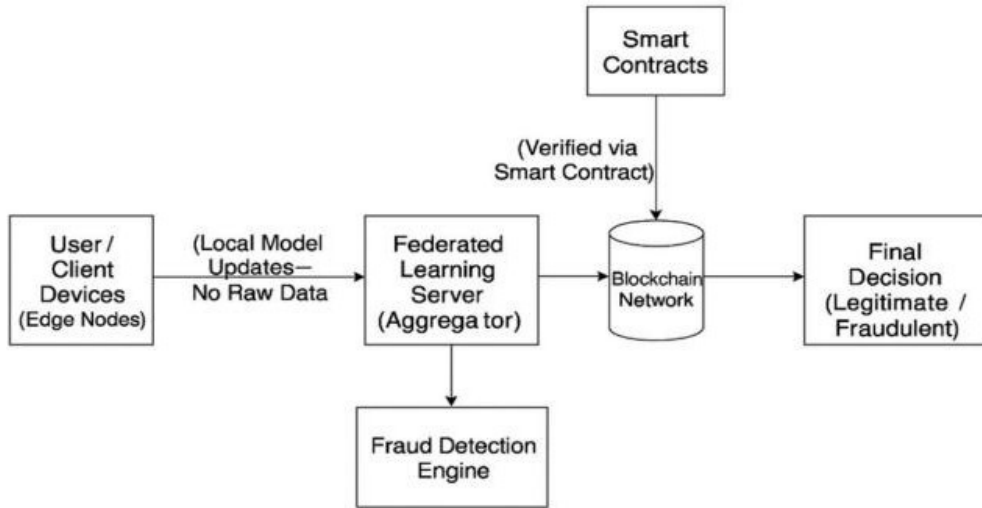 Smart
Contracts
(Verified via
Smart Contract)
User /
Client
Devices
(Edge Nodes)
(Local Model
Updates—
No Raw Data
Federated
Learning
Server
(Aggrega tor)
Blockchain
Network
Final
Decision
(Legitimate /
Fraudulent)
Fraud Detection
Engine